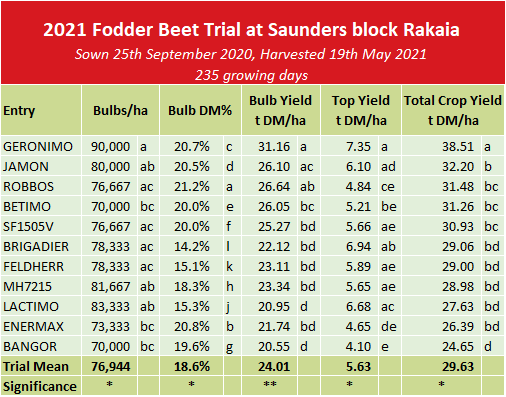 2021 Fodder Beet Trial at Saunders block Rakaia
Sown 25th September 2020, Harvested 19th May 2021
235 growing days
Entry Bulbs/ha Bulb DM% Bulb Yield t DM/ha Top Yield t DM/ha Total Crop Yield t DM/ha
GERONIMO 90,000 a 20.7% c 31.16 a 7.35 a 38.51 a
JAMON 80,000 ab 20.5% d 26.10 ac 6.10 ad 32.20 b
ROBBOS 76,667 ac 21.2% a 26.64 ab 4.84 ce 31.48 bc
BETIMO 70,000 bc 20.0% e 26.05 bc 5.21 be 31.26 bc
SF1505V 76,667 ac 20.0% f 25.27 bd 5.66 ae 30.93 bc
BRIGADIER 78,333 ac 14.2% l 22.12 bd 6.94 ab 29.06 bd
FELDHERR 78,333 ac 15.1% k 23.11 bd 5.89 ae 29.00 bd
MH7215 81,667 ab 18.3% h 23.34 bd 5.65 ae 28.98 bd
LACTIMO 83,333 ab 15.3% j 20.95 d 6.68 ac 27.63 bd
ENERMAX 73,333 bc 20.8% b 21.74 bd 4.65 de 26.39 bd
BANGOR 70,000 bc 19.6% g 20.55 d 4.10 e 24.65 d
Trial Mean 76,944 18.6% 24.01 5.63 29.63
Significance * * ** * *